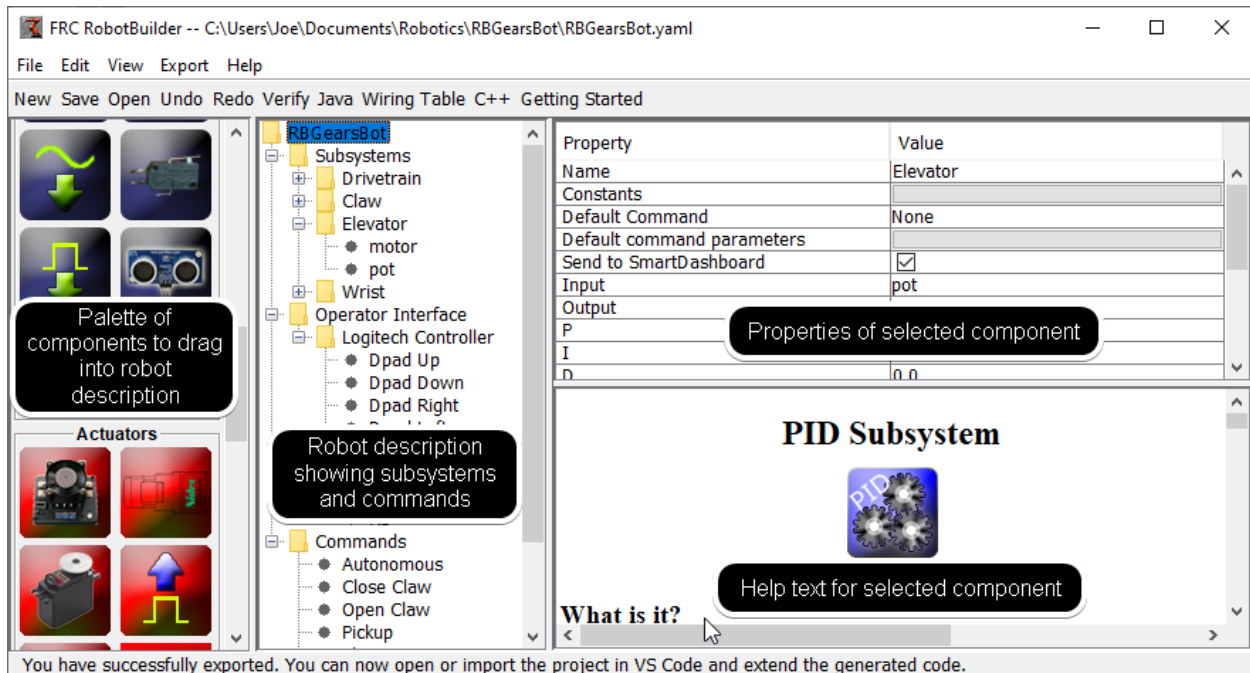 FRC RobotBuilder -- C:\Users\Joe\Documents\Robotics\RBGearsBot\RBGearsBot.yaml
File Edit View Export Help
New Save Open Undo Redo Verify Java Wiring Table C++ Getting Started
Palette of
components to drag
into robot
description
Actuators
RBGearsBot
Subsystems
Drivetrain
Claw
Elevator
motor
pot
Wrist
Operator Interface
Logitech Controller
Dpad Up
Dpad Down
Dpad Right
Robot description
showing subsystems
and commands
Commands
Autonomous
Close Claw
Open Claw
Pickup
Property Value
Name Elevator
Constants
Default Command None
Default command parameters
Send to SmartDashboard
Input pot
Output
P
I
D 0.0
Properties of selected component
PID Subsystem
PID
Help text for selected component
What is it?
You have successfully exported. You can now open or import the project in VS Code and extend the generated code.